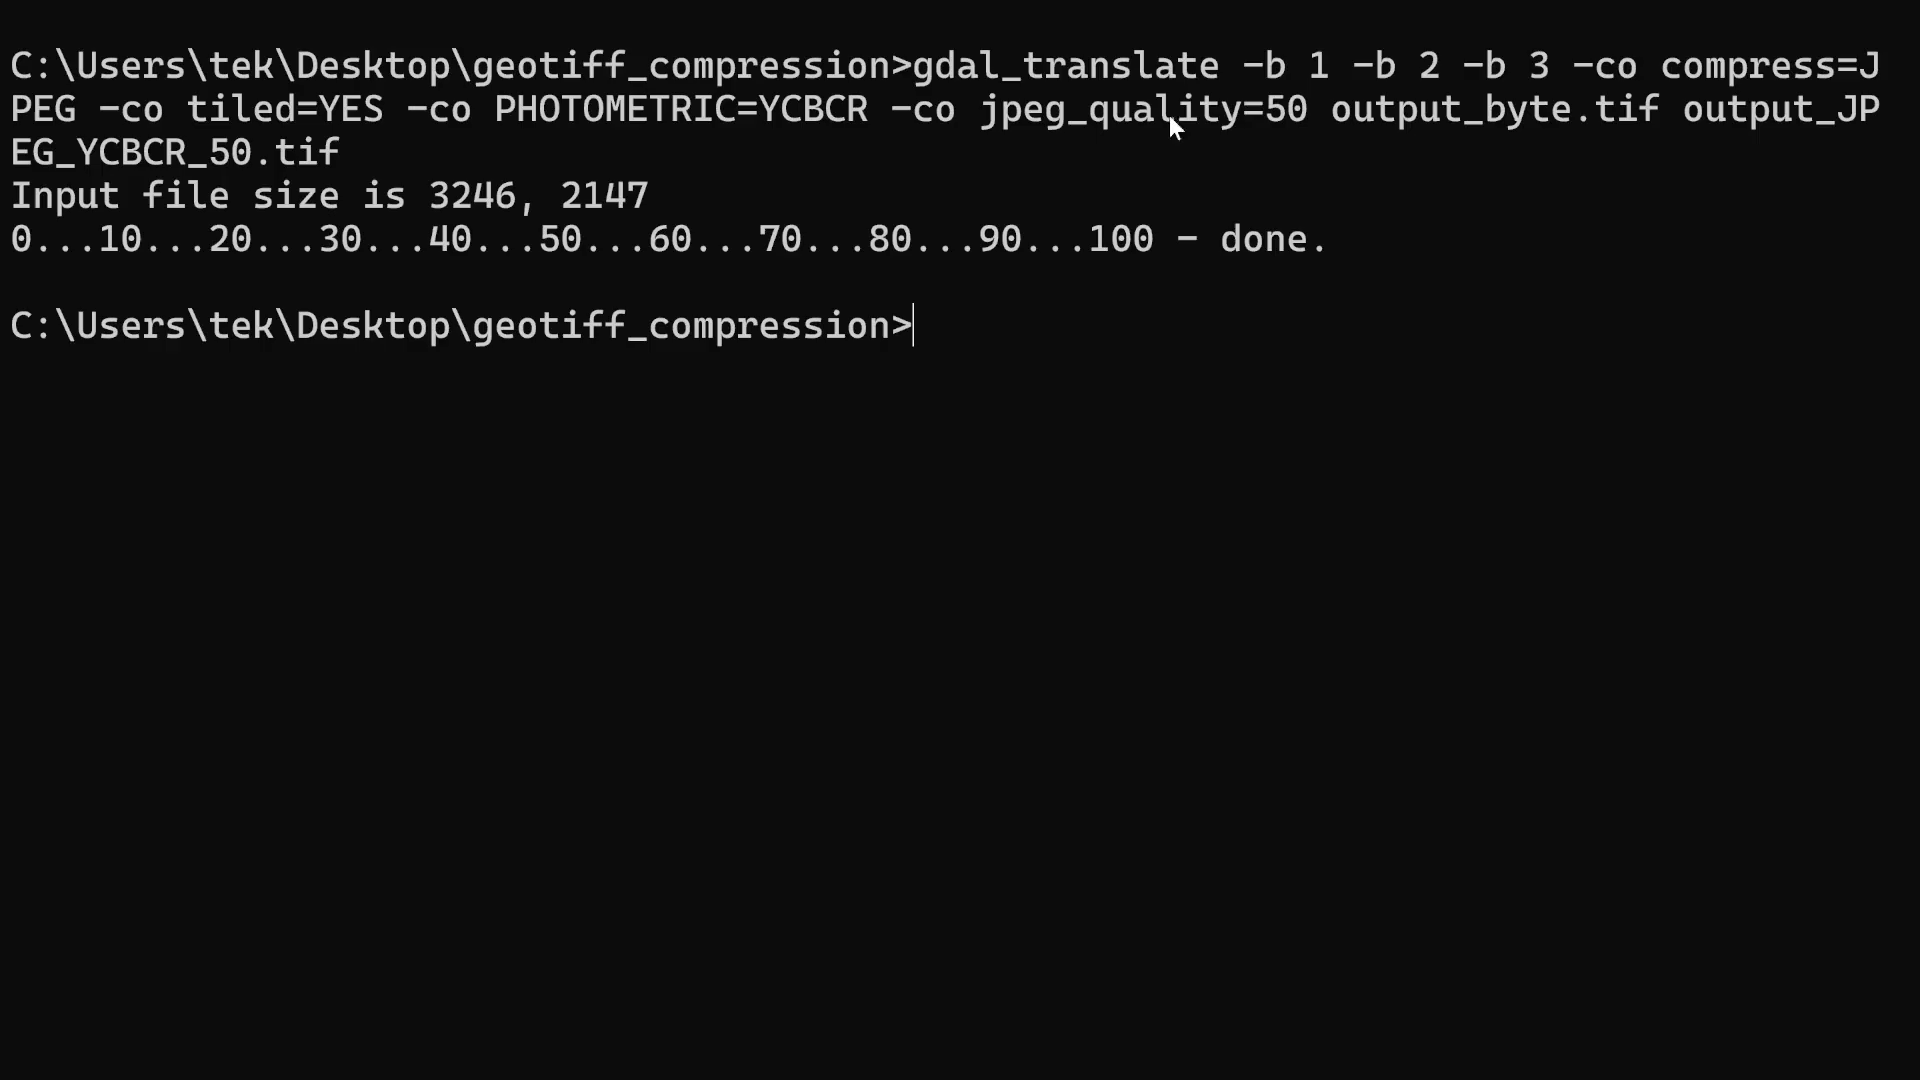 C:\Users\tek\Desktop\geotiff_compression>gdal_translate -b 1 -b 2 -b 3 -co compress=J
PEG -co tiled=YES -co PHOTOMETRIC=YCBCR -co jpeg_quality=50 output_byte.tif output_JP
EG_YCBCR_50.tif
Input file size is 3246, 2147
0...10...20...30...40...50...60...70...80...90...100 - done.
C:\Users\tek\Desktop\geotiff_compression>